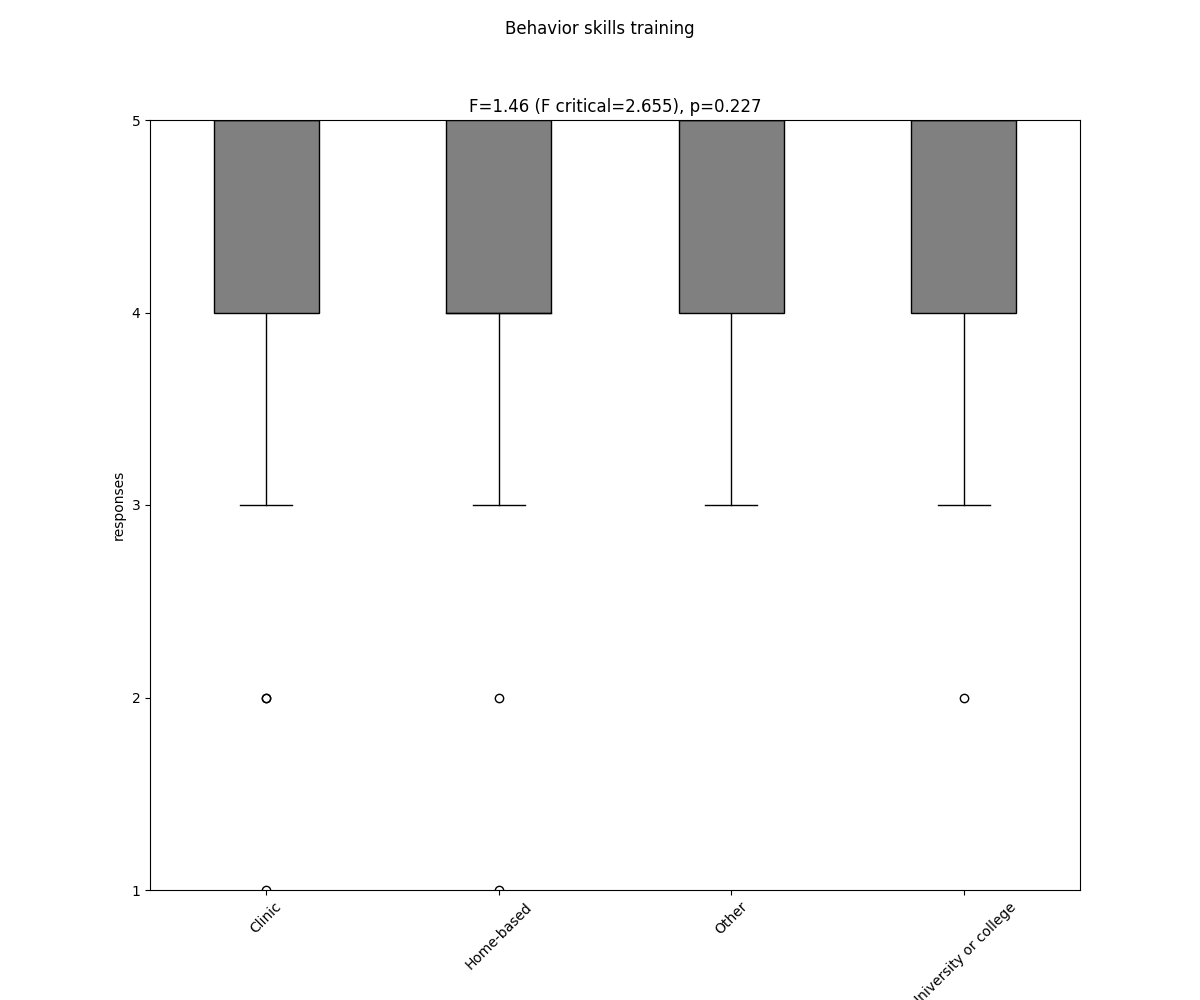 Behavior skills training
F=1.46 (F critical=2.655), p=0.227
5
4
3
2
1
responses
Clinic
Home-based
Other
or college